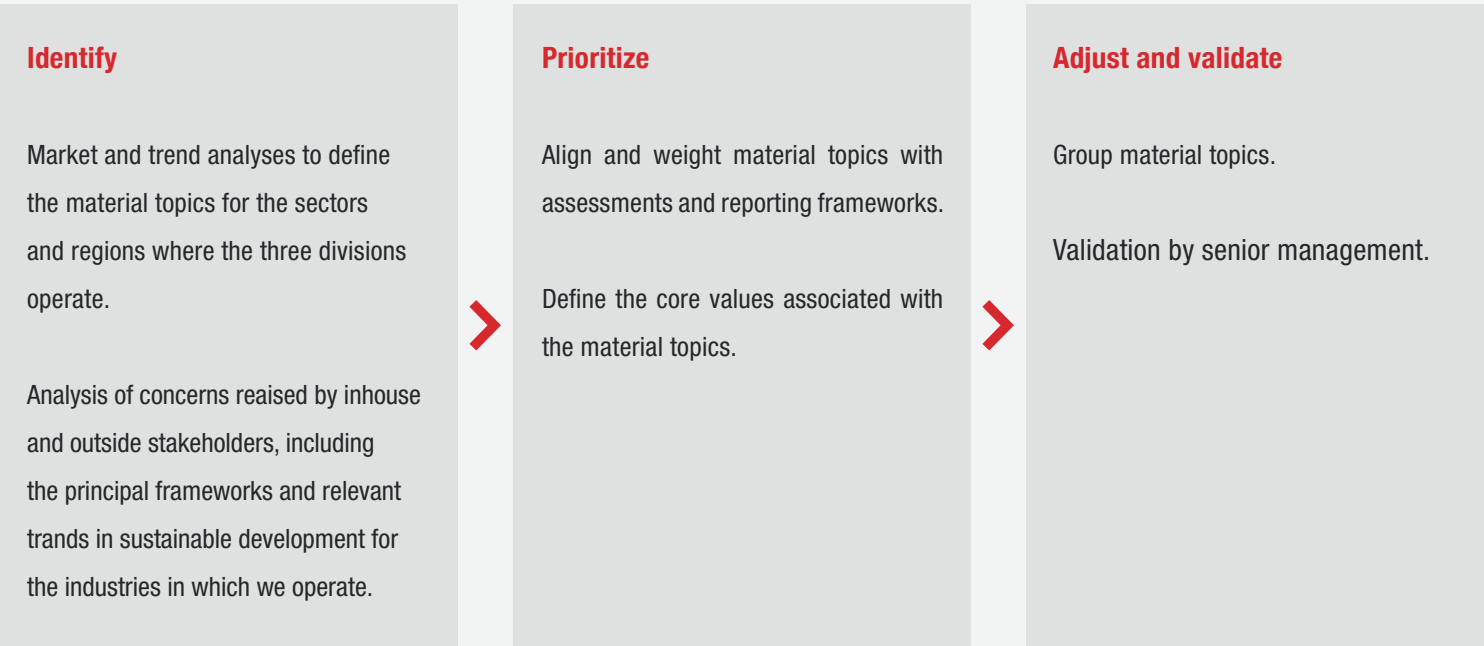 Identify
Market and trend analyses to define
the material topics for the sectors
and regions where the three divisions
operate.
Analysis of concerns reaised by inhouse
and outside stakeholders, including
the principal frameworks and relevant
trands in sustainable development for
the industries in which we operate.
Prioritize
Align and weight material topics with
assessments and reporting frameworks.
Define the core values associated with
the material topics.
Adjust and validate
Group material topics.
Validation by senior management.